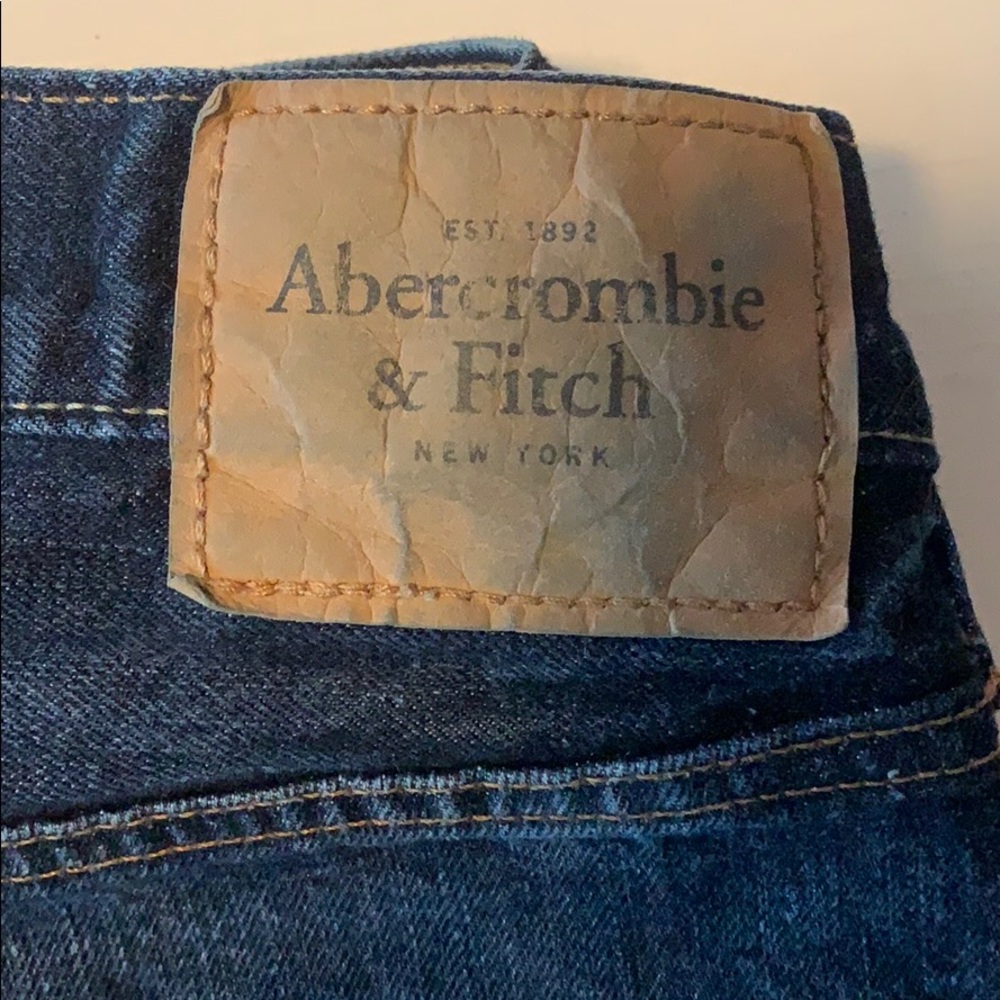 EST. 1892
Abercrombie
& Fitch
NEW YORK